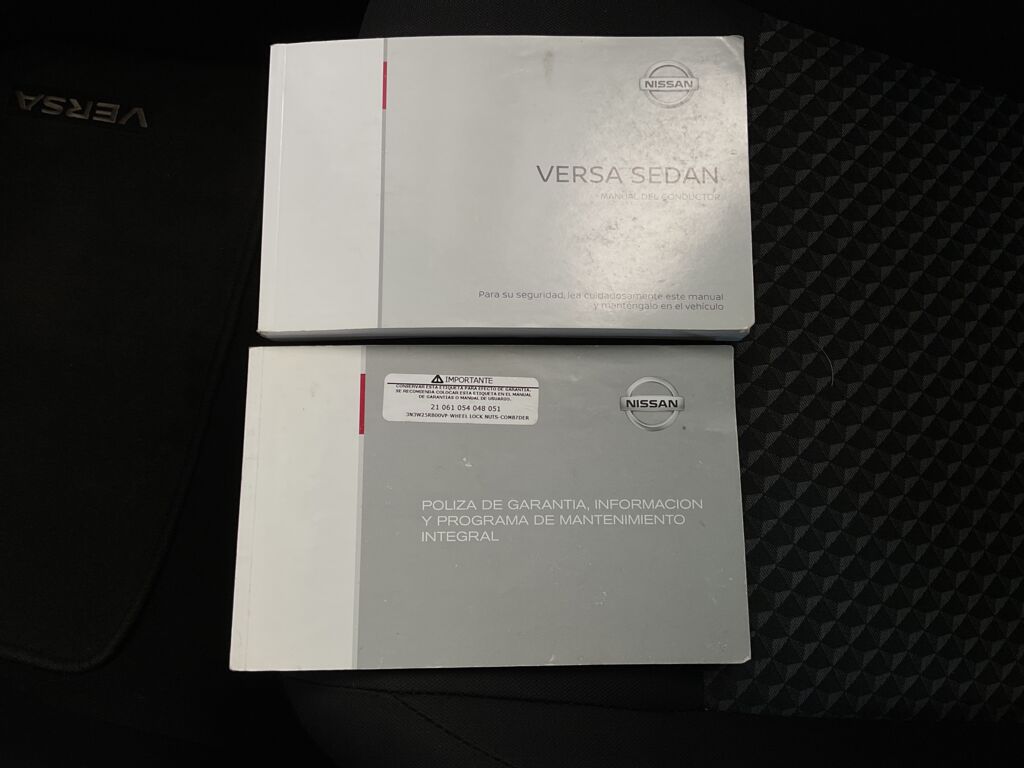 VERSA
NISSAN
VERSA SEDAN
MANUAL DEL CONDUCTOR
Para su seguridad, lea cuidadosamente este manual
y manténgalo en el vehículo
IMPORTANTE
CONSERVAR ESTA ETIQUETA PARA EFECTO DE GARANTIA.
SE RECOMIENDA COLOCAR ESTA ETIQUETA EN EL MANUAL
DE GARANTIAS O MANUAL DE USUARIO.
21 061 054 048 051
3N3W25RB00VP-WHEEL LOCK NUTS-COMB7DER
NISSAN
POLIZA DE GARANTIA, INFORMACION
Y PROGRAMA DE MANTENIMIENTO
INTEGRAL